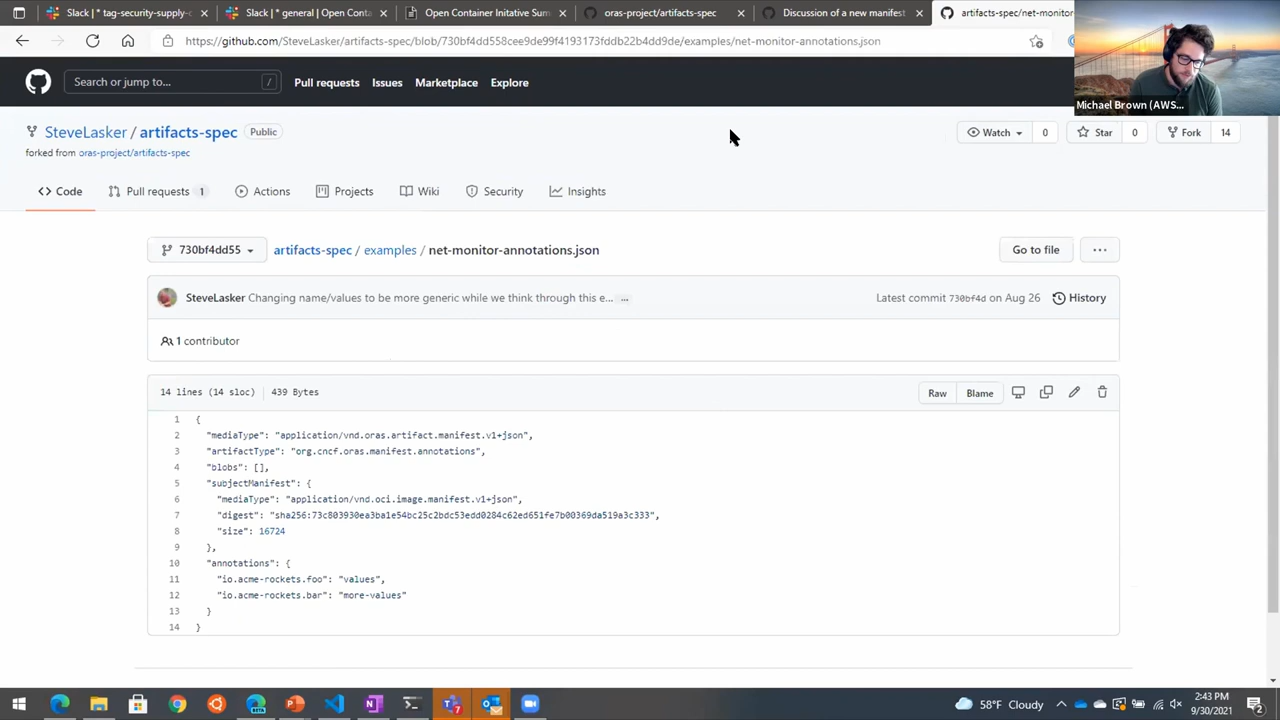 Slack | * tag-security-supply-c
Slack | * general | Open Conta
Open Container Initative Sum
oras-project/artifacts-spec
Discussion of a new manifest
artifacts-spec/net-monitor
https://github.com/SteveLasker/artifacts-spec/blob/730bf4dd558cee9de99f4193173fddb22b4dd9de/examples/net-monitor-annotations.json
Search or jump to...
/
Pull requests
Issues
Marketplace
Explore
Michael Brown (AWS...
SteveLasker / artifacts-spec
Public
Watch
0
Star
0
Fork
14
forked from oras-project/artifacts-spec
Code
Pull requests 1
Actions
Projects
Wiki
Security
Insights
730bf4dd55
artifacts-spec / examples / net-monitor-annotations.json
Go to file
...
SteveLasker Changing name/values to be more generic while we think through this e... ...
Latest commit 730bf4d on Aug 26
History
1 contributor
14 lines (14 sloc) | 439 Bytes
Raw
Blame
1 {
2 "mediaType": "application/vnd.oras.artifact.manifest.v1+json",
3 "artifactType": "org.cncf.oras.manifest.annotations",
4 "blobs": [],
5 "subjectManifest": {
6 "mediaType": "application/vnd.oci.image.manifest.v1+json",
7 "digest": "sha256:73c803930ea3ba1e54bc25c2bdc53edd0284c62ed651fe7b00369da519a3c333",
8 "size": 16724
9 },
10 "annotations": {
11 "io.acme-rockets.foo": "values",
12 "io.acme-rockets.bar": "more-values"
13 }
14 }
58°F Cloudy
2:43 PM
9/30/2021